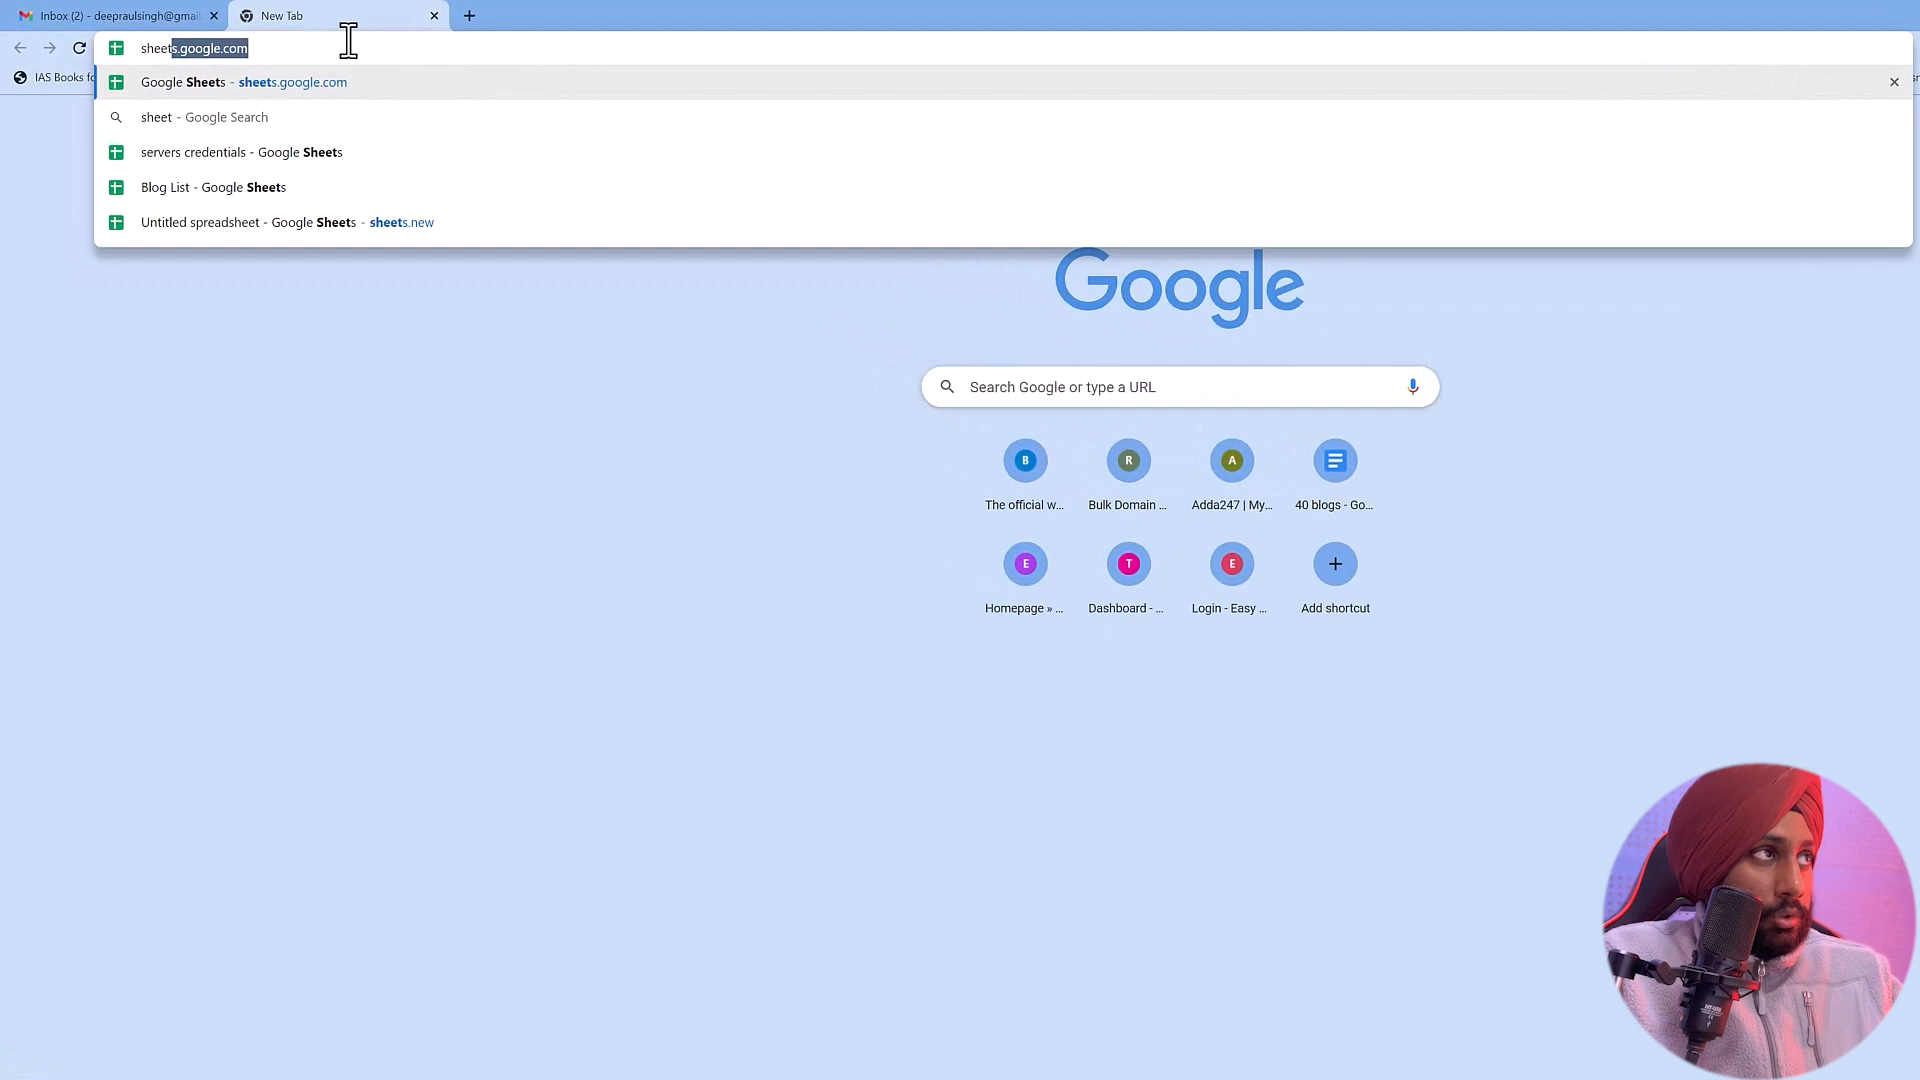 Inbox (2) - deepraulsingh@gmai
New Tab
sheets.google.com
IAS Books fo
Google Sheets - sheets.google.com
sheet - Google Search
servers credentials - Google Sheets
Blog List - Google Sheets
Untitled spreadsheet - Google Sheets - sheets.new
Google
Search Google or type a URL
B
R
A
The official w...
Bulk Domain ...
Adda247 | My...
40 blogs - Go...
E
T
E
Homepage » ...
Dashboard - ...
Login - Easy ...
Add shortcut